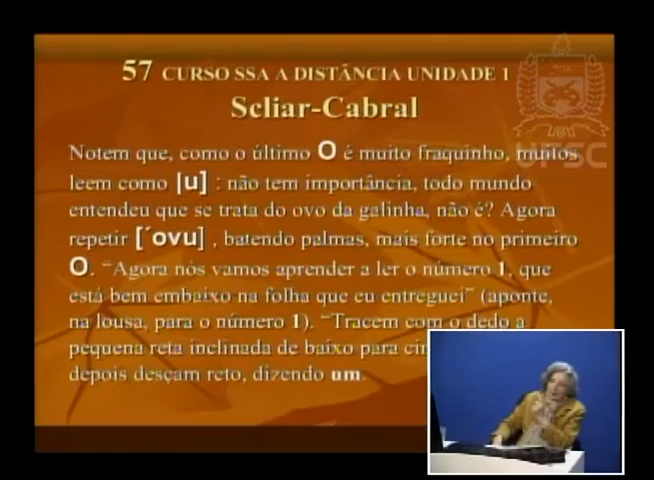 57 CURSO SSA A DISTÂNCIA UNIDADE 1
Scliar-Cabral
UFSC
Notem que, como o último O é muito fraquinho, muitos
leem como [u] : não tem importância, todo mundo
entendeu que se trata do ovo da galinha, não é? Agora
repetir [´ovu] , batendo palmas, mais forte no primeiro
O. “Agora nós vamos aprender a ler o número 1, que
está bem embaixo na folha que eu entreguei” (aponte,
na lousa, para o número 1). “Tracem com o dedo a
pequena reta inclinada de baixo para
depois desçam reto, dizendo um.